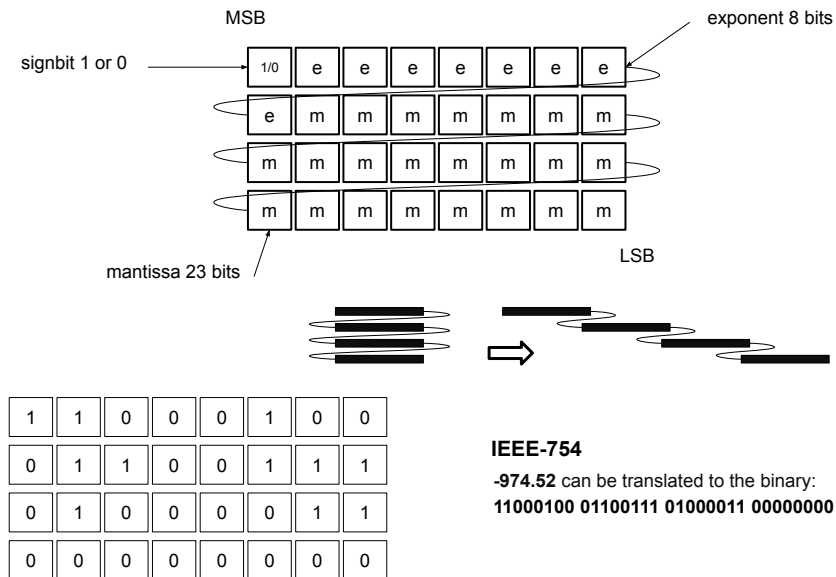 MSB
exponent 8 bits
signbit 1 or 0
1/0 e e e e e e e
e m m m m m m m
m m m m m m m m
m m m m m m m m
LSB
mantissa 23 bits
1 1 0 0 0 1 0 0
0 1 1 0 0 1 1 1
0 1 0 0 0 0 1 1
0 0 0 0 0 0 0 0
IEEE-754
-974.52 can be translated to the binary:
11000100 01100111 01000011 00000000